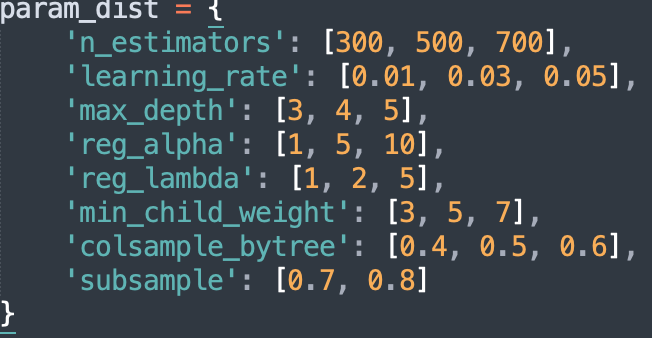 param_dist = {
    'n_estimators': [300, 500, 700],
    'learning_rate': [0.01, 0.03, 0.05],
    'max_depth': [3, 4, 5],
    'reg_alpha': [1, 5, 10],
    'reg_lambda': [1, 2, 5],
    'min_child_weight': [3, 5, 7],
    'colsample_bytree': [0.4, 0.5, 0.6],
    'subsample': [0.7, 0.8]
}